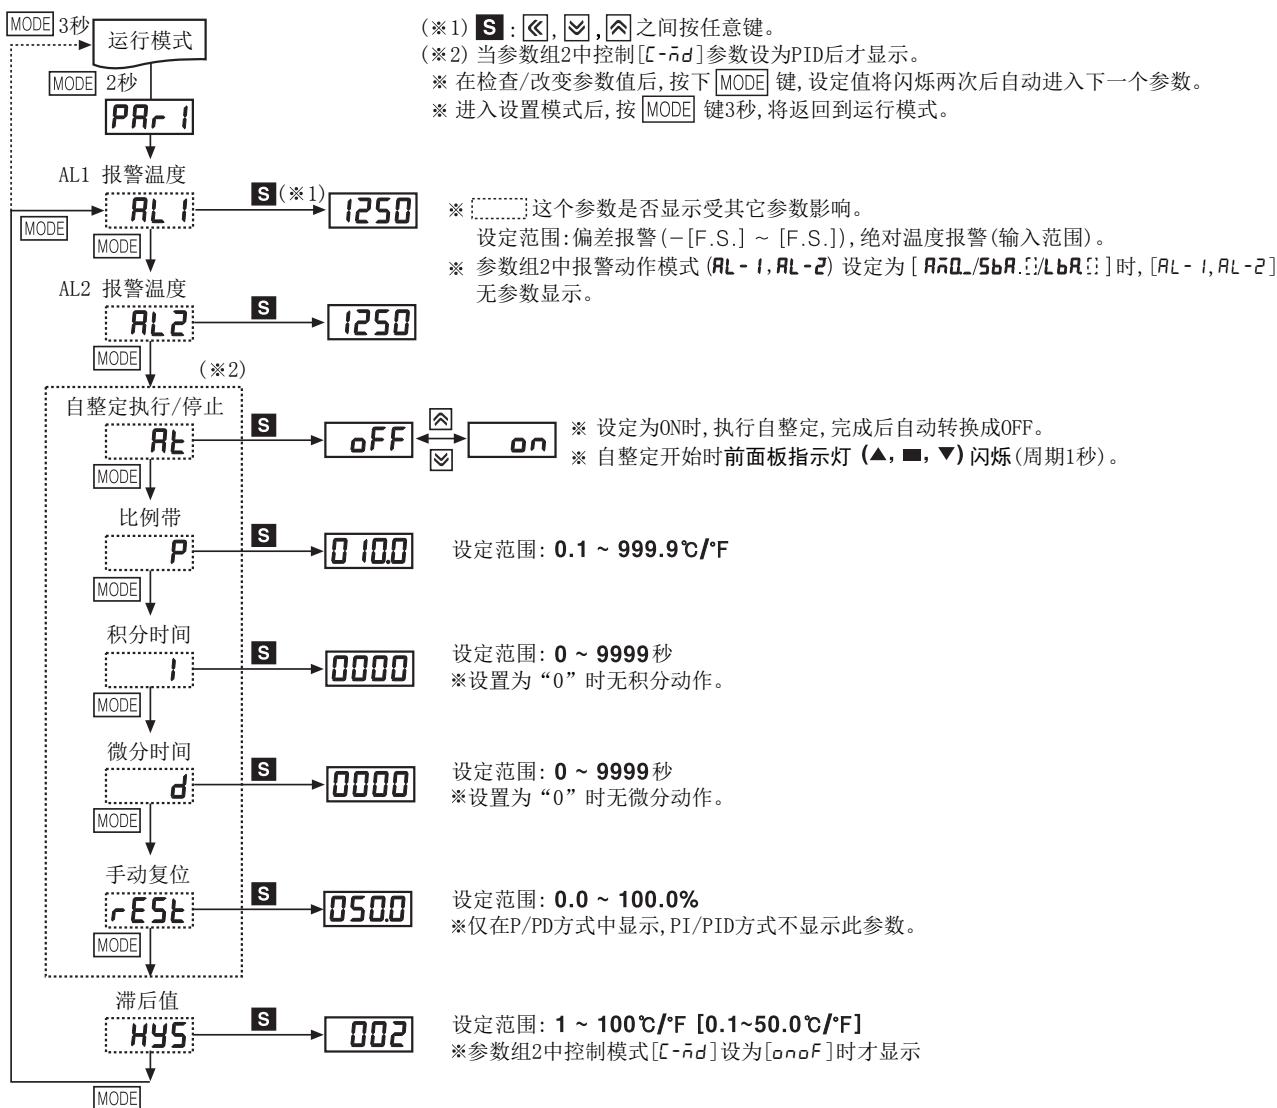 MODE 3秒
运行模式
MODE 2秒
PAr1
(※1) S : «, ︾, ︽ 之间按任意键。
(※2) 当参数组2中控制[C-ñd]参数设为PID后才显示。
※ 在检查/改变参数值后,按下 MODE 键,设定值将闪烁两次后自动进入下一个参数。
※ 进入设置模式后,按 MODE 键3秒,将返回到运行模式。
AL1 报警温度
AL1 S (※1) 1250
MODE
MODE
※ 这个参数是否显示受其它参数影响。
设定范围:偏差报警(-[F.S.] ~ [F.S.]),绝对温度报警(输入范围)。
※ 参数组2中报警动作模式 (AL-1,AL-2) 设定为 [ Añ0_/SbA.□/LbA□ ]时, [AL-1,AL-2]
无参数显示。
AL2 报警温度
AL2 S 1250
MODE
(※2)
自整定执行/停止
At S oFF on
MODE
※ 设定为ON时,执行自整定,完成后自动转换成OFF。
※ 自整定开始时前面板指示灯 (▲, ■, ▼) 闪烁(周期1秒)。
比例带
P S 010.0
MODE
设定范围: 0.1 ~ 999.9℃/℉
积分时间
I S 0000
MODE
设定范围: 0 ~ 9999秒
※设置为“0”时无积分动作。
微分时间
d S 0000
MODE
设定范围: 0 ~ 9999秒
※设置为“0”时无微分动作。
手动复位
rESt S 050.0
MODE
设定范围: 0.0 ~ 100.0%
※仅在P/PD方式中显示,PI/PID方式不显示此参数。
滞后值
HYS S 002
MODE
设定范围: 1 ~ 100℃/℉ [0.1~50.0℃/℉]
※参数组2中控制模式[C-ñd]设为[onoF]时才显示